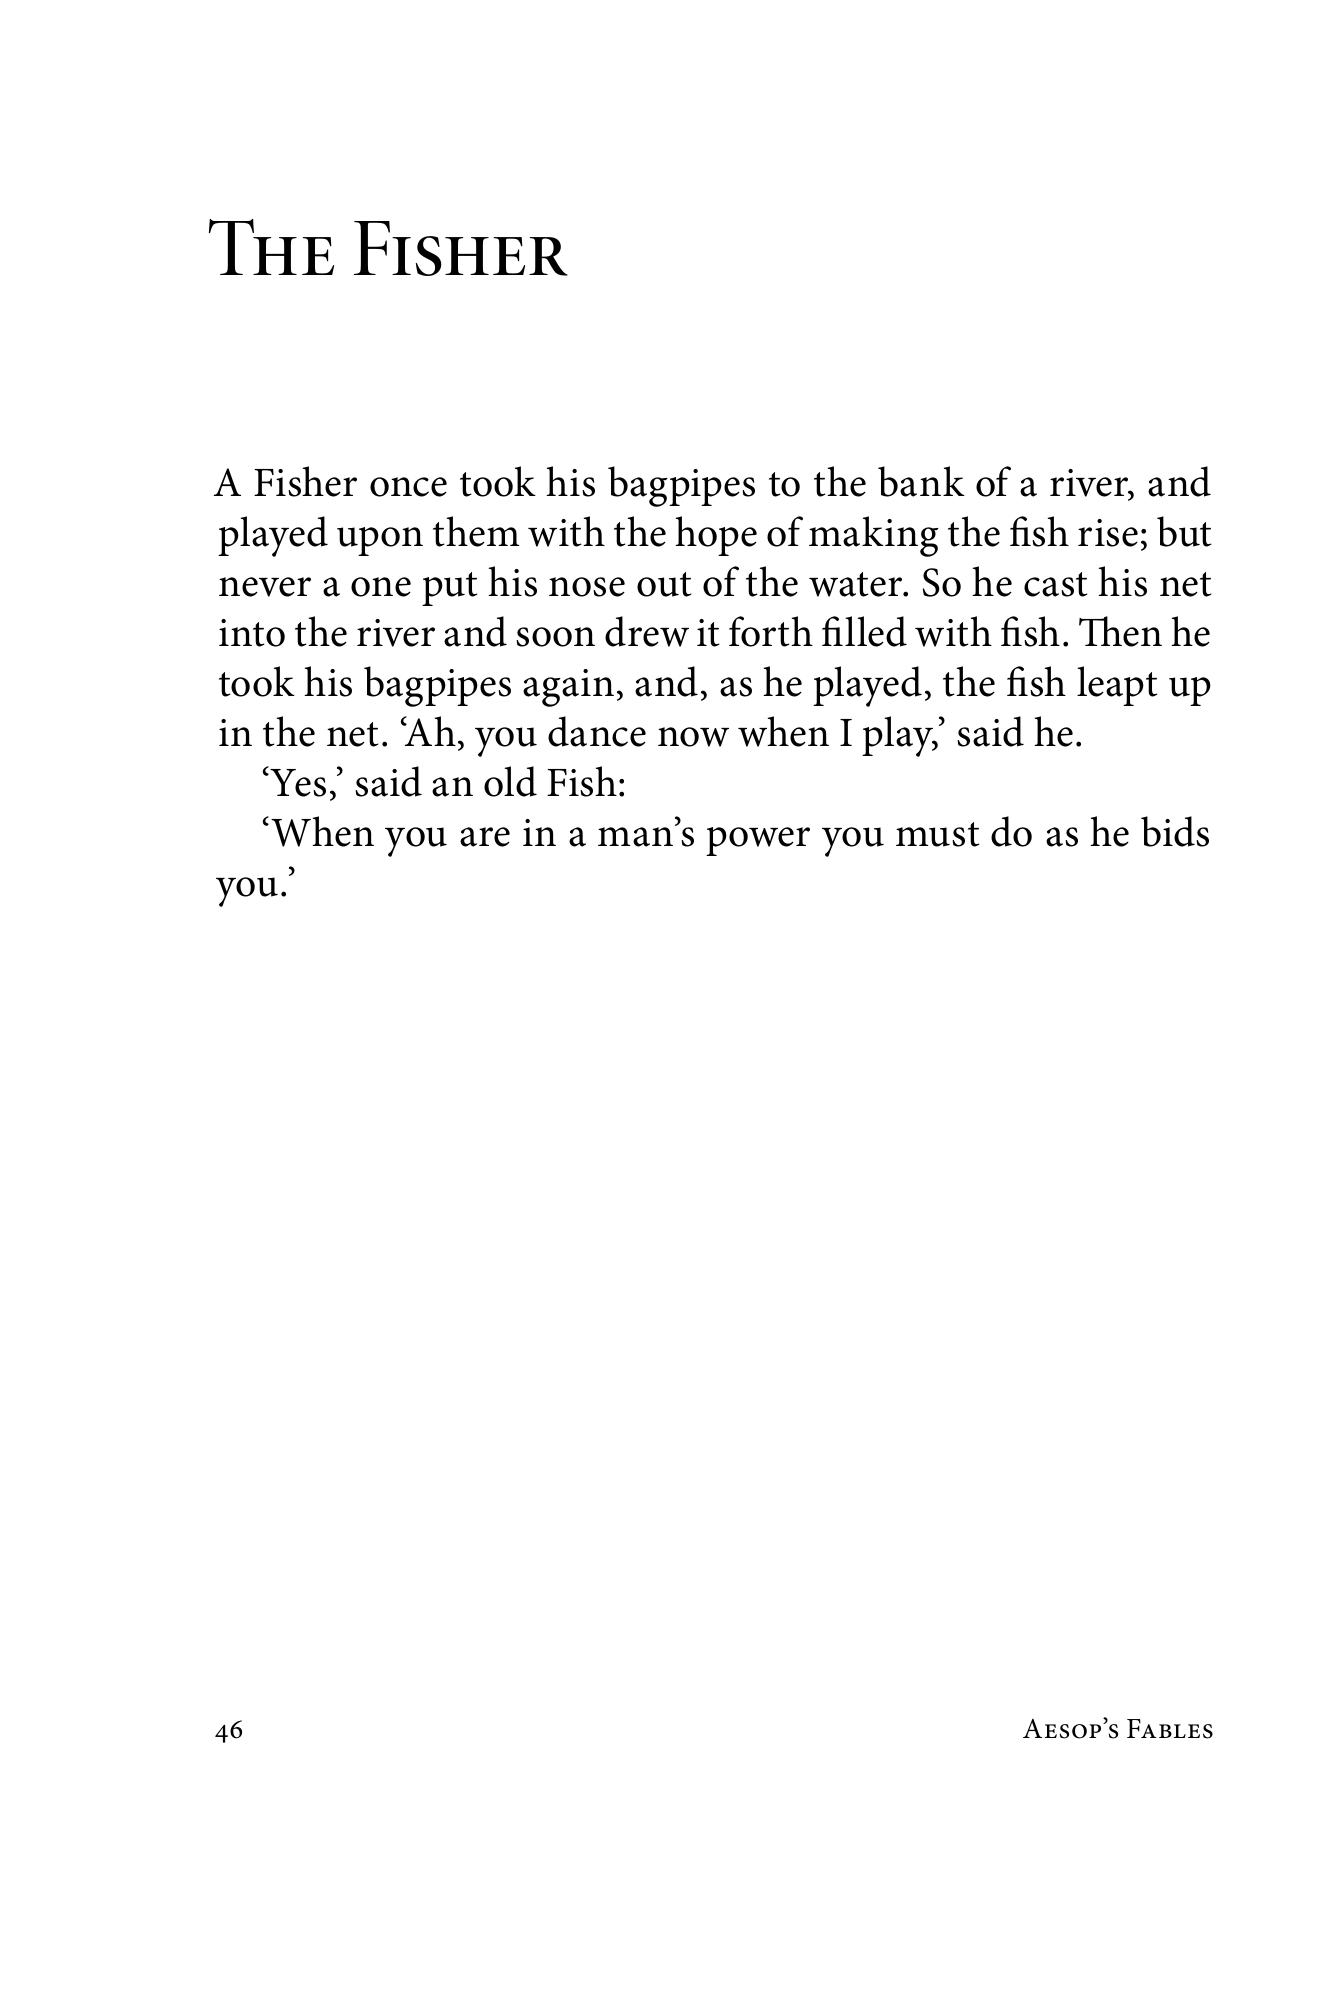 The Fisher
A Fisher once took his bagpipes to the bank of a river, and
played upon them with the hope of making the fish rise; but
never a one put his nose out of the water. So he cast his net
into the river and soon drew it forth filled with fish. Then he
took his bagpipes again, and, as he played, the fish leapt up
in the net. ‘Ah, you dance now when I play,’ said he.
‘Yes,’ said an old Fish:
‘When you are in a man’s power you must do as he bids
you.’
46 Aesop’s Fables